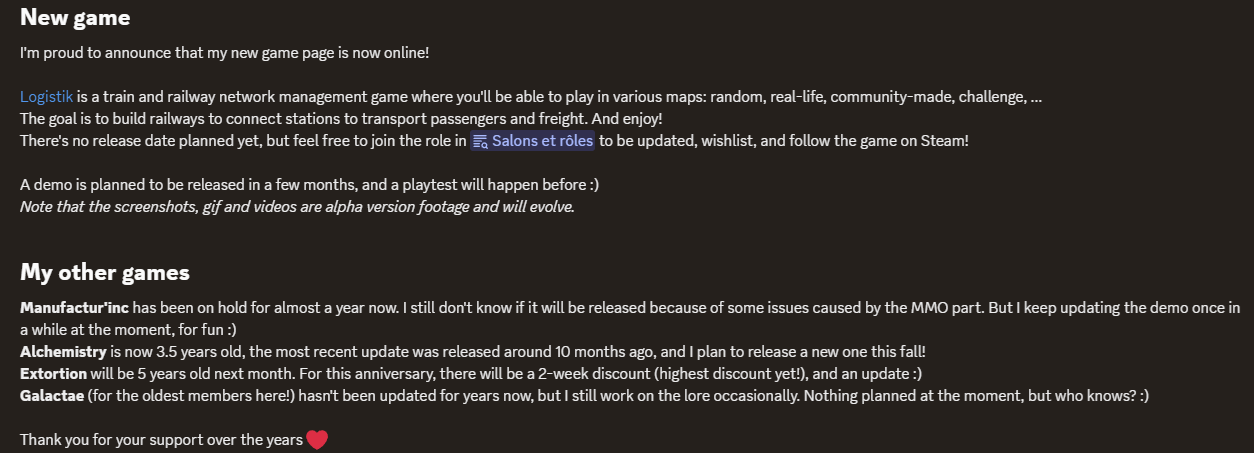 New game
I'm proud to announce that my new game page is now online!
Logistik is a train and railway network management game where you'll be able to play in various maps: random, real-life, community-made, challenge, ...
The goal is to build railways to connect stations to transport passengers and freight. And enjoy!
There's no release date planned yet, but feel free to join the role in Salons et rôles to be updated, wishlist, and follow the game on Steam!
A demo is planned to be released in a few months, and a playtest will happen before :)
Note that the screenshots, gif and videos are alpha version footage and will evolve.
My other games
Manufactur'inc has been on hold for almost a year now. I still don't know if it will be released because of some issues caused by the MMO part. But I keep updating the demo once in
a while at the moment, for fun :)
Alchemistry is now 3.5 years old, the most recent update was released around 10 months ago, and I plan to release a new one this fall!
Extortion will be 5 years old next month. For this anniversary, there will be a 2-week discount (highest discount yet!), and an update :)
Galactae (for the oldest members here!) hasn't been updated for years now, but I still work on the lore occasionally. Nothing planned at the moment, but who knows? :)
Thank you for your support over the years ❤️